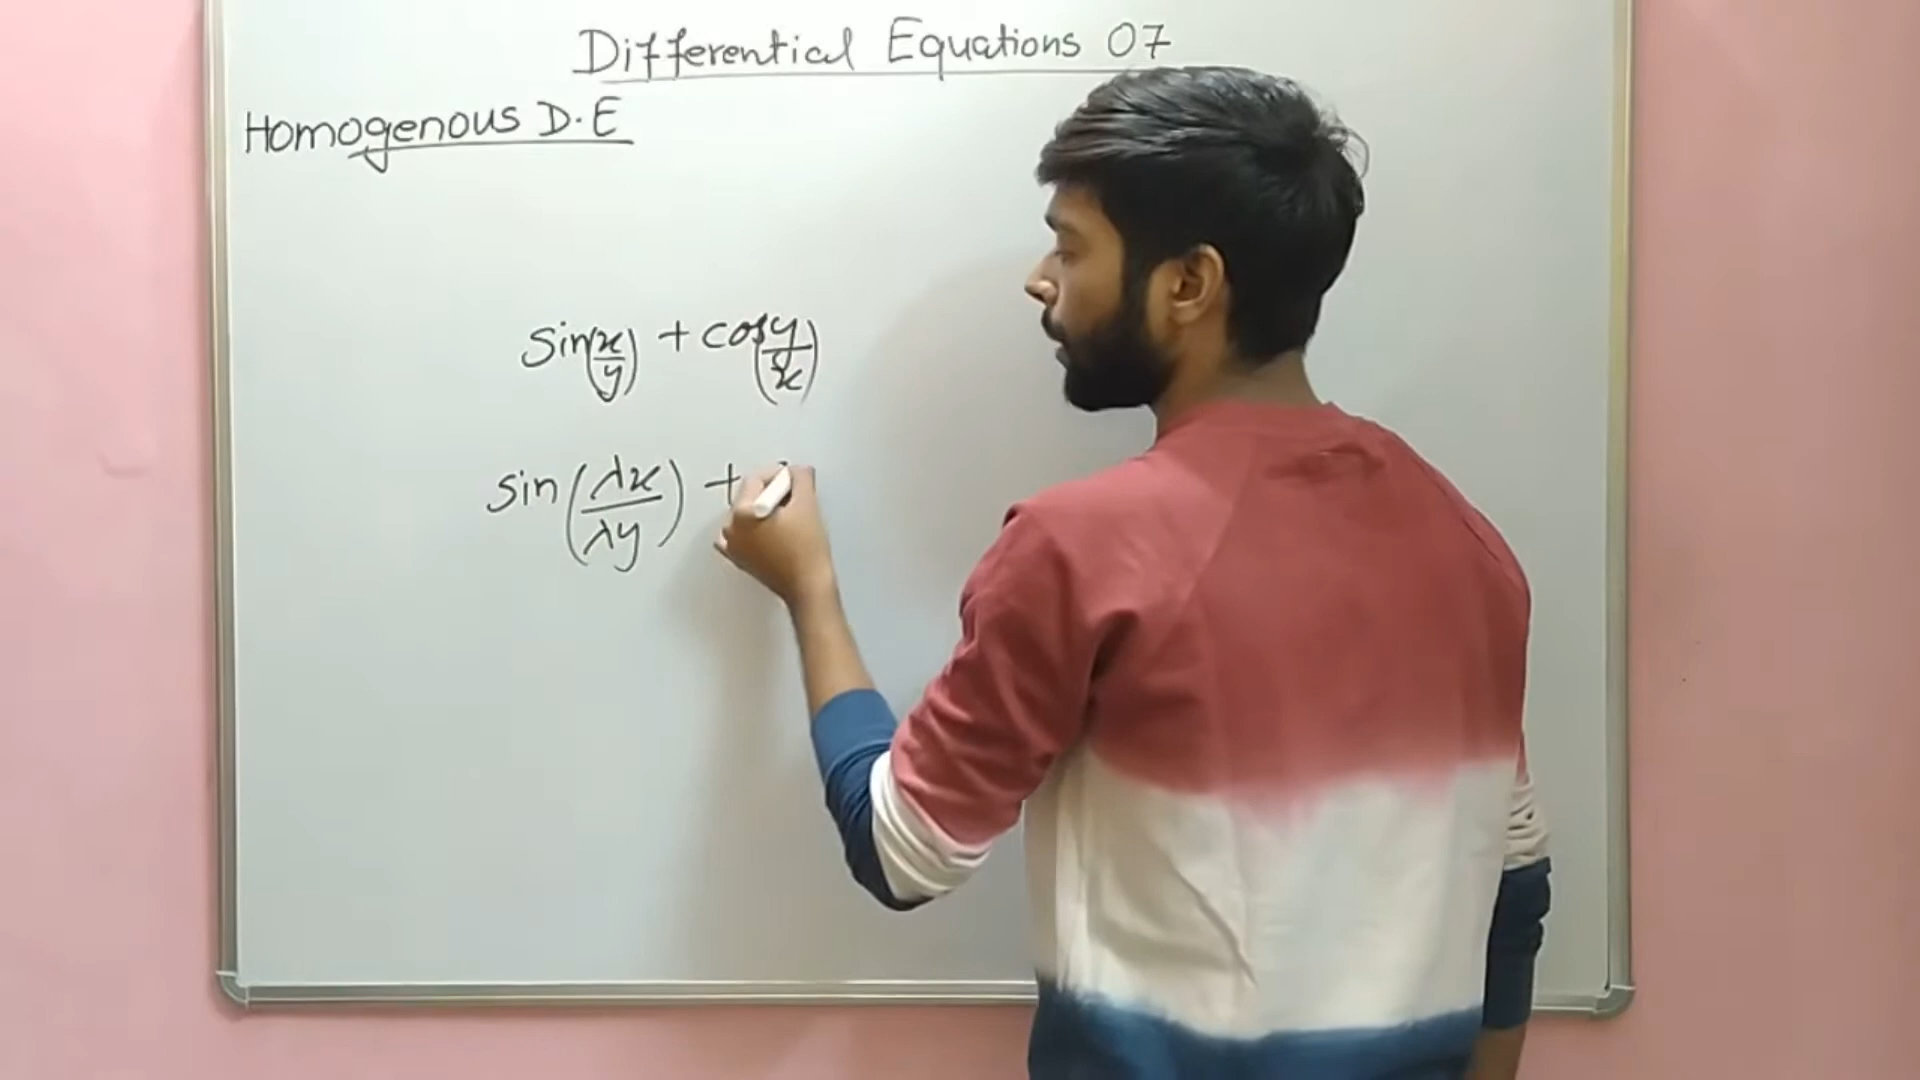 Differential Equations 07
Homogenous D.E
sin(x/y) + cos(y/x)
sin(λx/λy) +